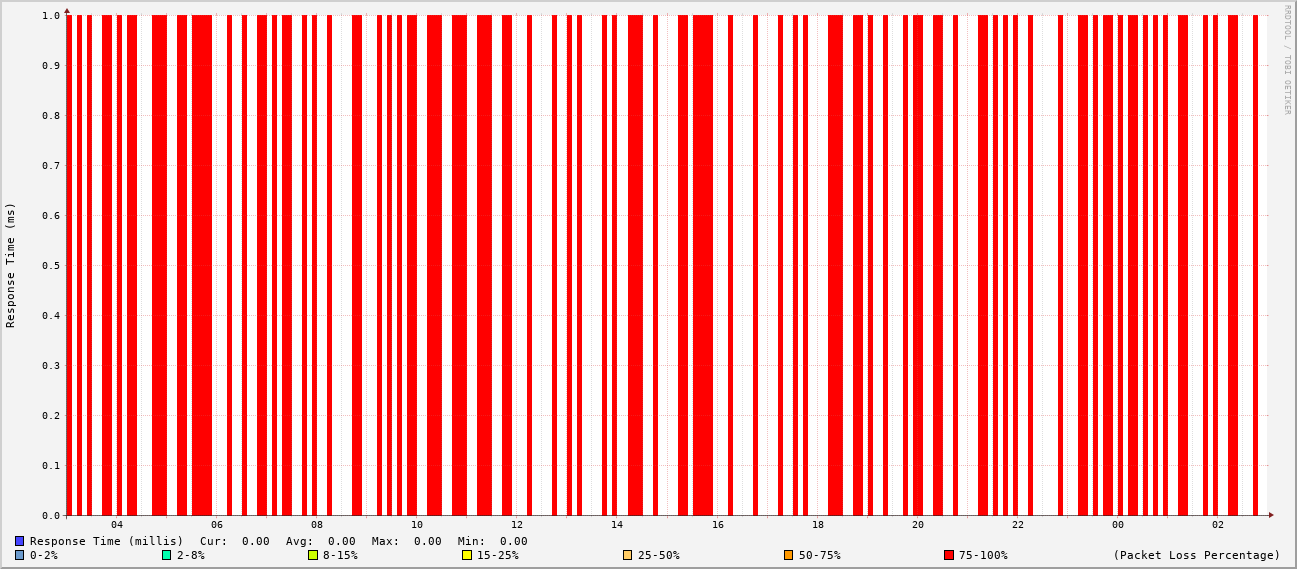 RRDTOOL / TOBI OETIKER
Response Time (ms)
1.0
0.9
0.8
0.7
0.6
0.5
0.4
0.3
0.2
0.1
0.0
04 06 08 10 12 14 16 18 20 22 00 02
Response Time (millis) Cur: 0.00 Avg: 0.00 Max: 0.00 Min: 0.00
0-2% 2-8% 8-15% 15-25% 25-50% 50-75% 75-100% (Packet Loss Percentage)